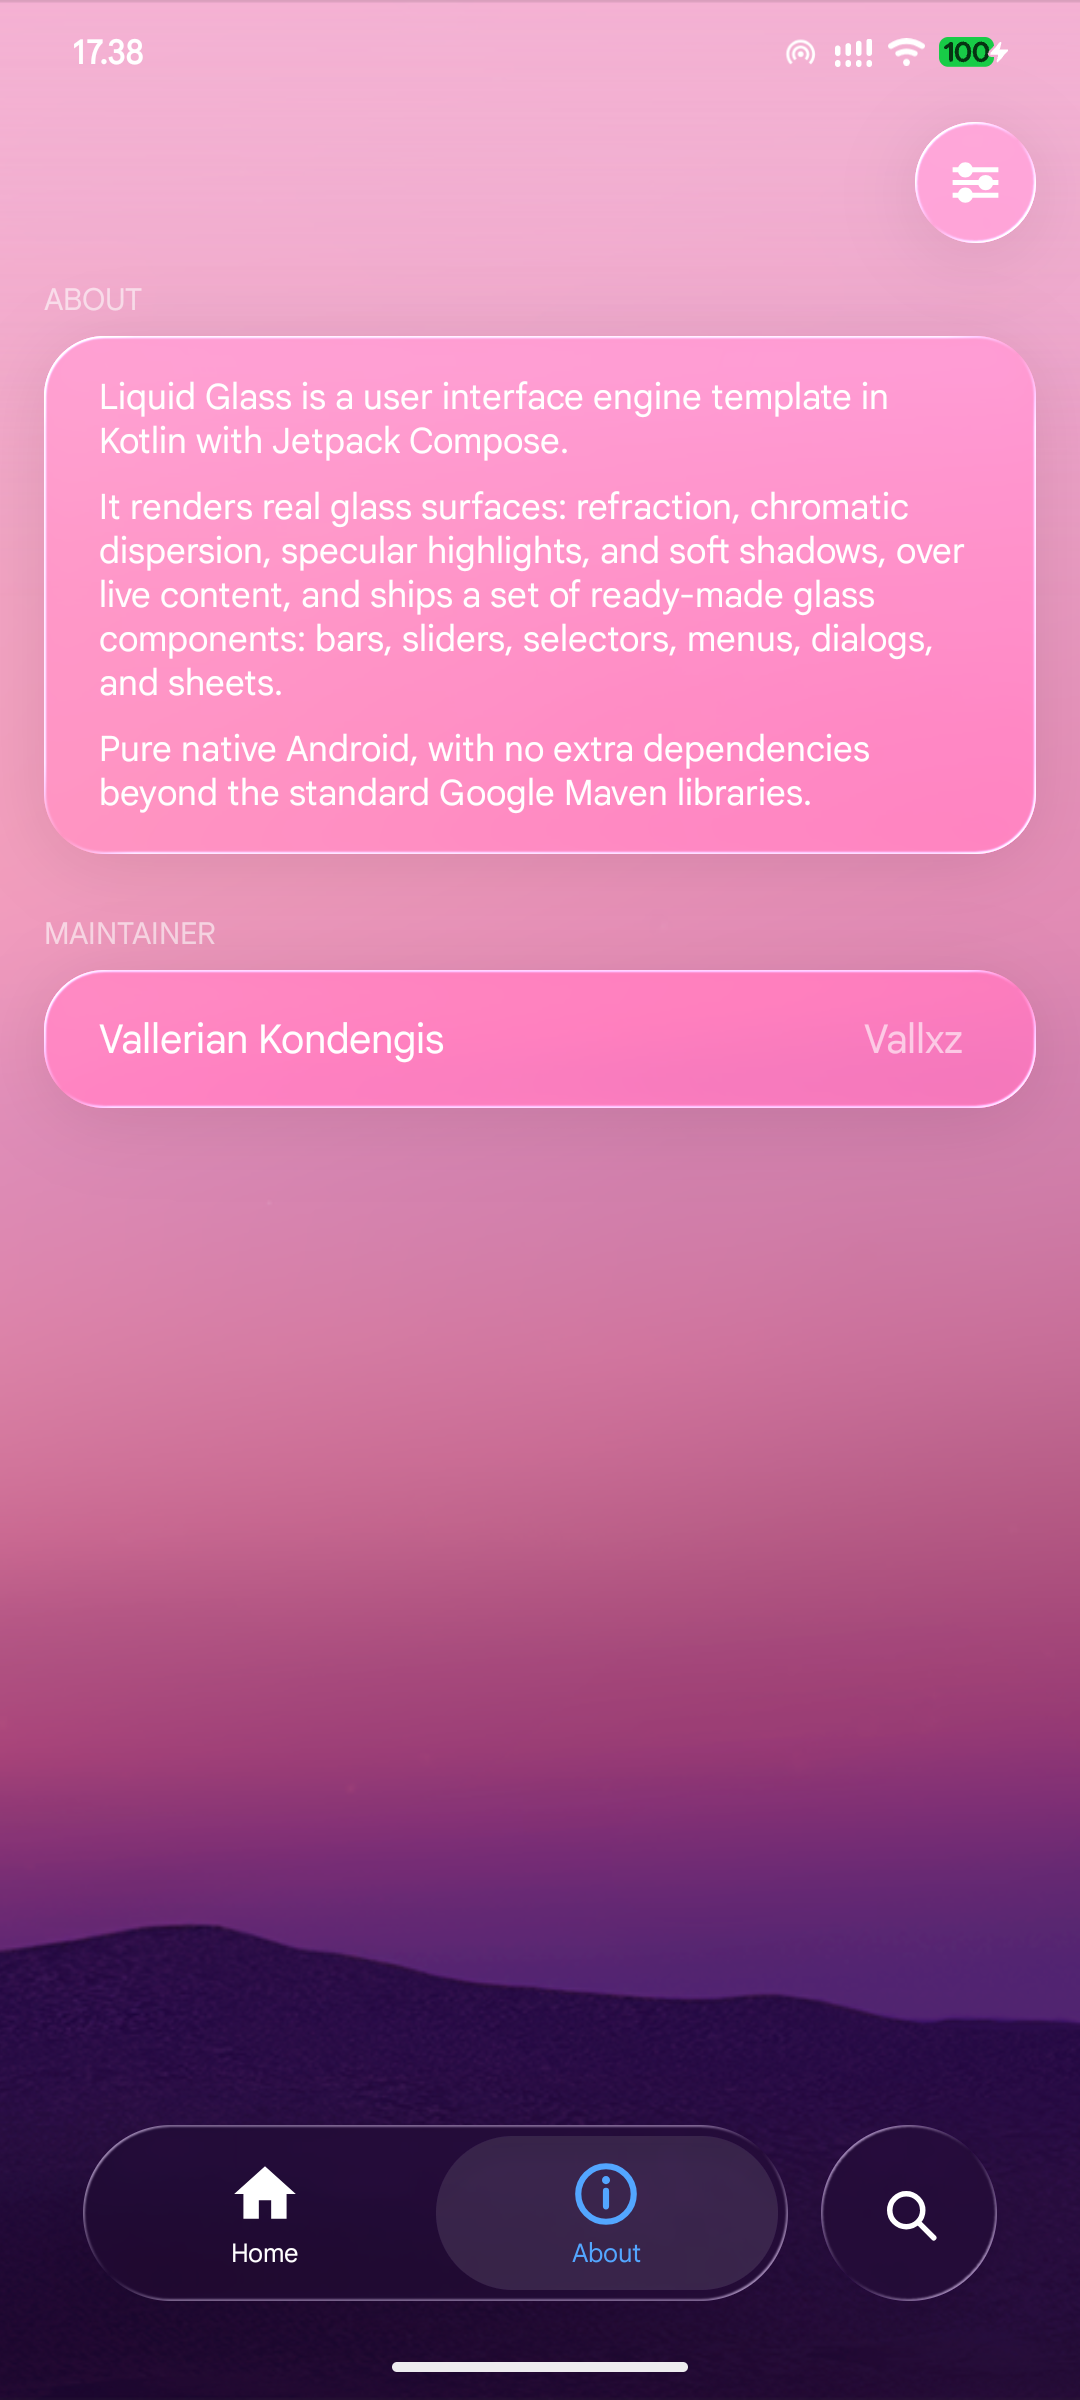 17.38
100
ABOUT
Liquid Glass is a user interface engine template in
Kotlin with Jetpack Compose.
It renders real glass surfaces: refraction, chromatic
dispersion, specular highlights, and soft shadows, over
live content, and ships a set of ready-made glass
components: bars, sliders, selectors, menus, dialogs,
and sheets.
Pure native Android, with no extra dependencies
beyond the standard Google Maven libraries.
MAINTAINER
Vallerian Kondengis Vallxz
Home About